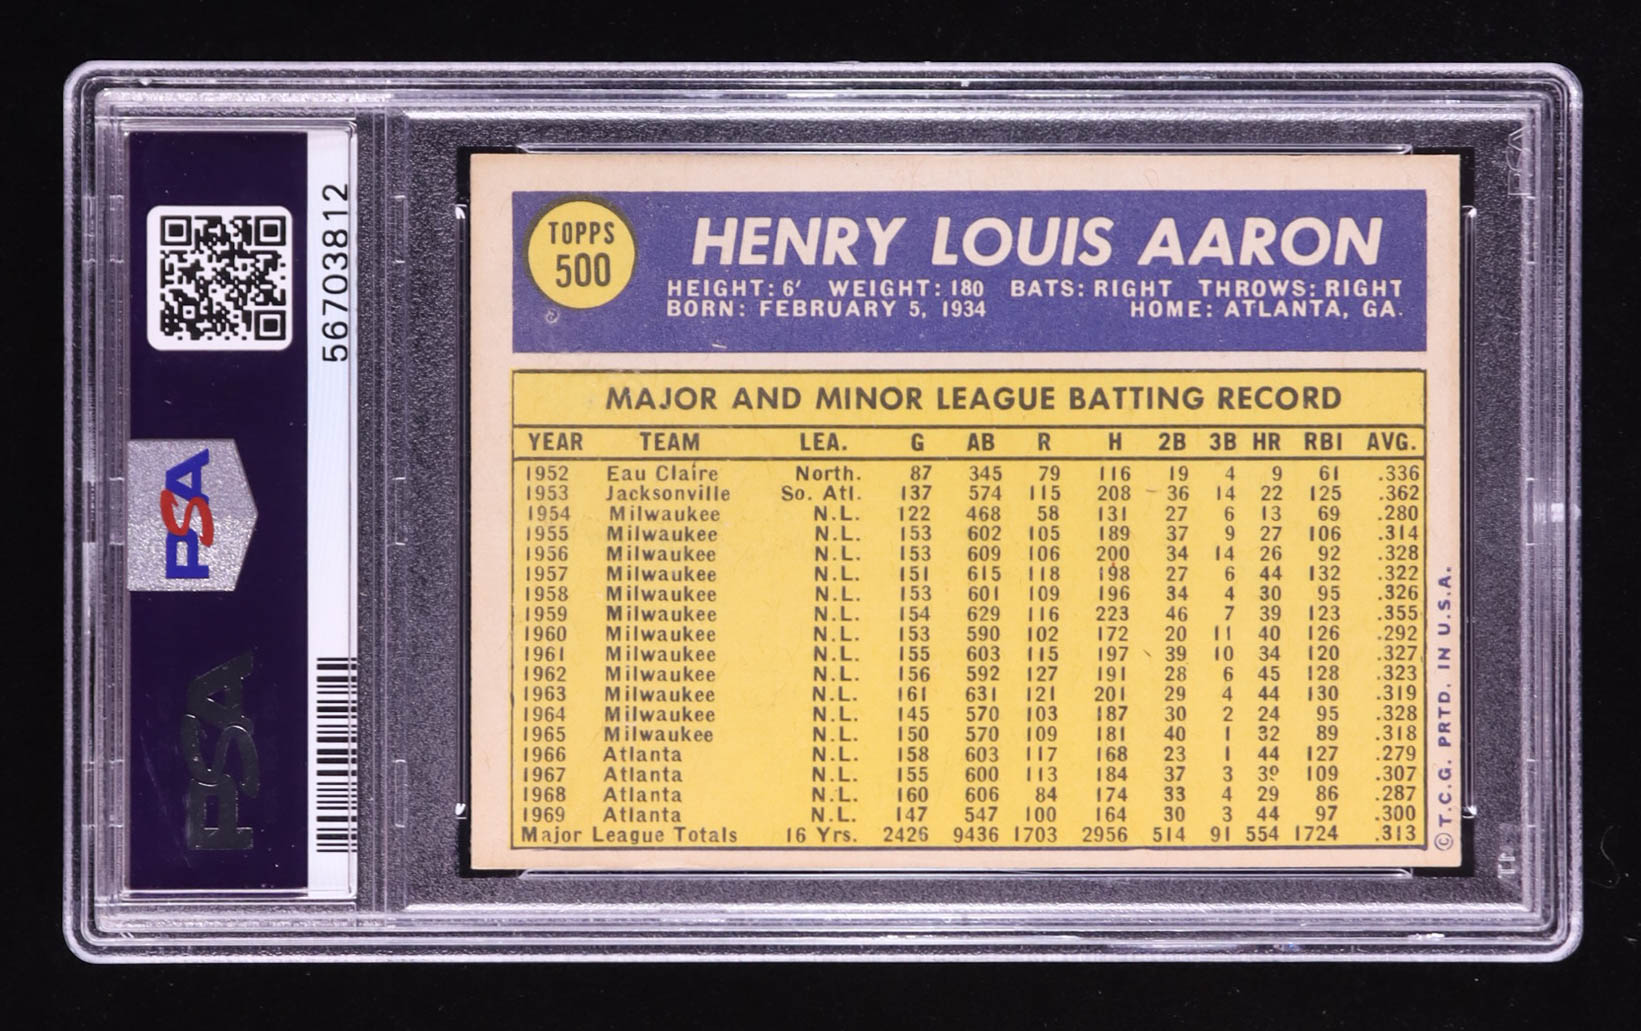 56703812
PSA
PSA
TOPPS
500
HENRY LOUIS AARON
HEIGHT: 6' WEIGHT: 180 BATS: RIGHT THROWS: RIGHT
BORN: FEBRUARY 5, 1934 HOME: ATLANTA, GA.
MAJOR AND MINOR LEAGUE BATTING RECORD
YEAR TEAM LEA. G AB R H 2B 3B HR RBI AVG.
1952 Eau Claire North. 87 345 79 116 19 4 9 61 .336
1953 Jacksonville So. Atl. 137 574 115 208 36 14 22 125 .362
1954 Milwaukee N.L. 122 468 58 131 27 6 13 69 .280
1955 Milwaukee N.L. 153 602 105 189 37 9 27 106 .314
1956 Milwaukee N.L. 153 609 106 200 34 14 26 92 .328
1957 Milwaukee N.L. 151 615 118 198 27 6 44 132 .322
1958 Milwaukee N.L. 153 601 109 196 34 4 30 95 .326
1959 Milwaukee N.L. 154 629 116 223 46 7 39 123 .355
1960 Milwaukee N.L. 153 590 102 172 20 11 40 126 .292
1961 Milwaukee N.L. 155 603 115 197 39 10 34 120 .327
1962 Milwaukee N.L. 156 592 127 191 28 6 45 128 .323
1963 Milwaukee N.L. 161 631 121 201 29 4 44 130 .319
1964 Milwaukee N.L. 145 570 103 187 30 2 24 95 .328
1965 Milwaukee N.L. 150 570 109 181 40 1 32 89 .318
1966 Atlanta N.L. 158 603 117 168 23 1 44 127 .279
1967 Atlanta N.L. 155 600 113 184 37 3 39 109 .307
1968 Atlanta N.L. 160 606 84 174 33 4 29 86 .287
1969 Atlanta N.L. 147 547 100 164 30 3 44 97 .300
Major League Totals 16 Yrs. 2426 9436 1703 2956 514 91 554 1724 .313
©T.C.G. PRTD. IN U.S.A.
PSA